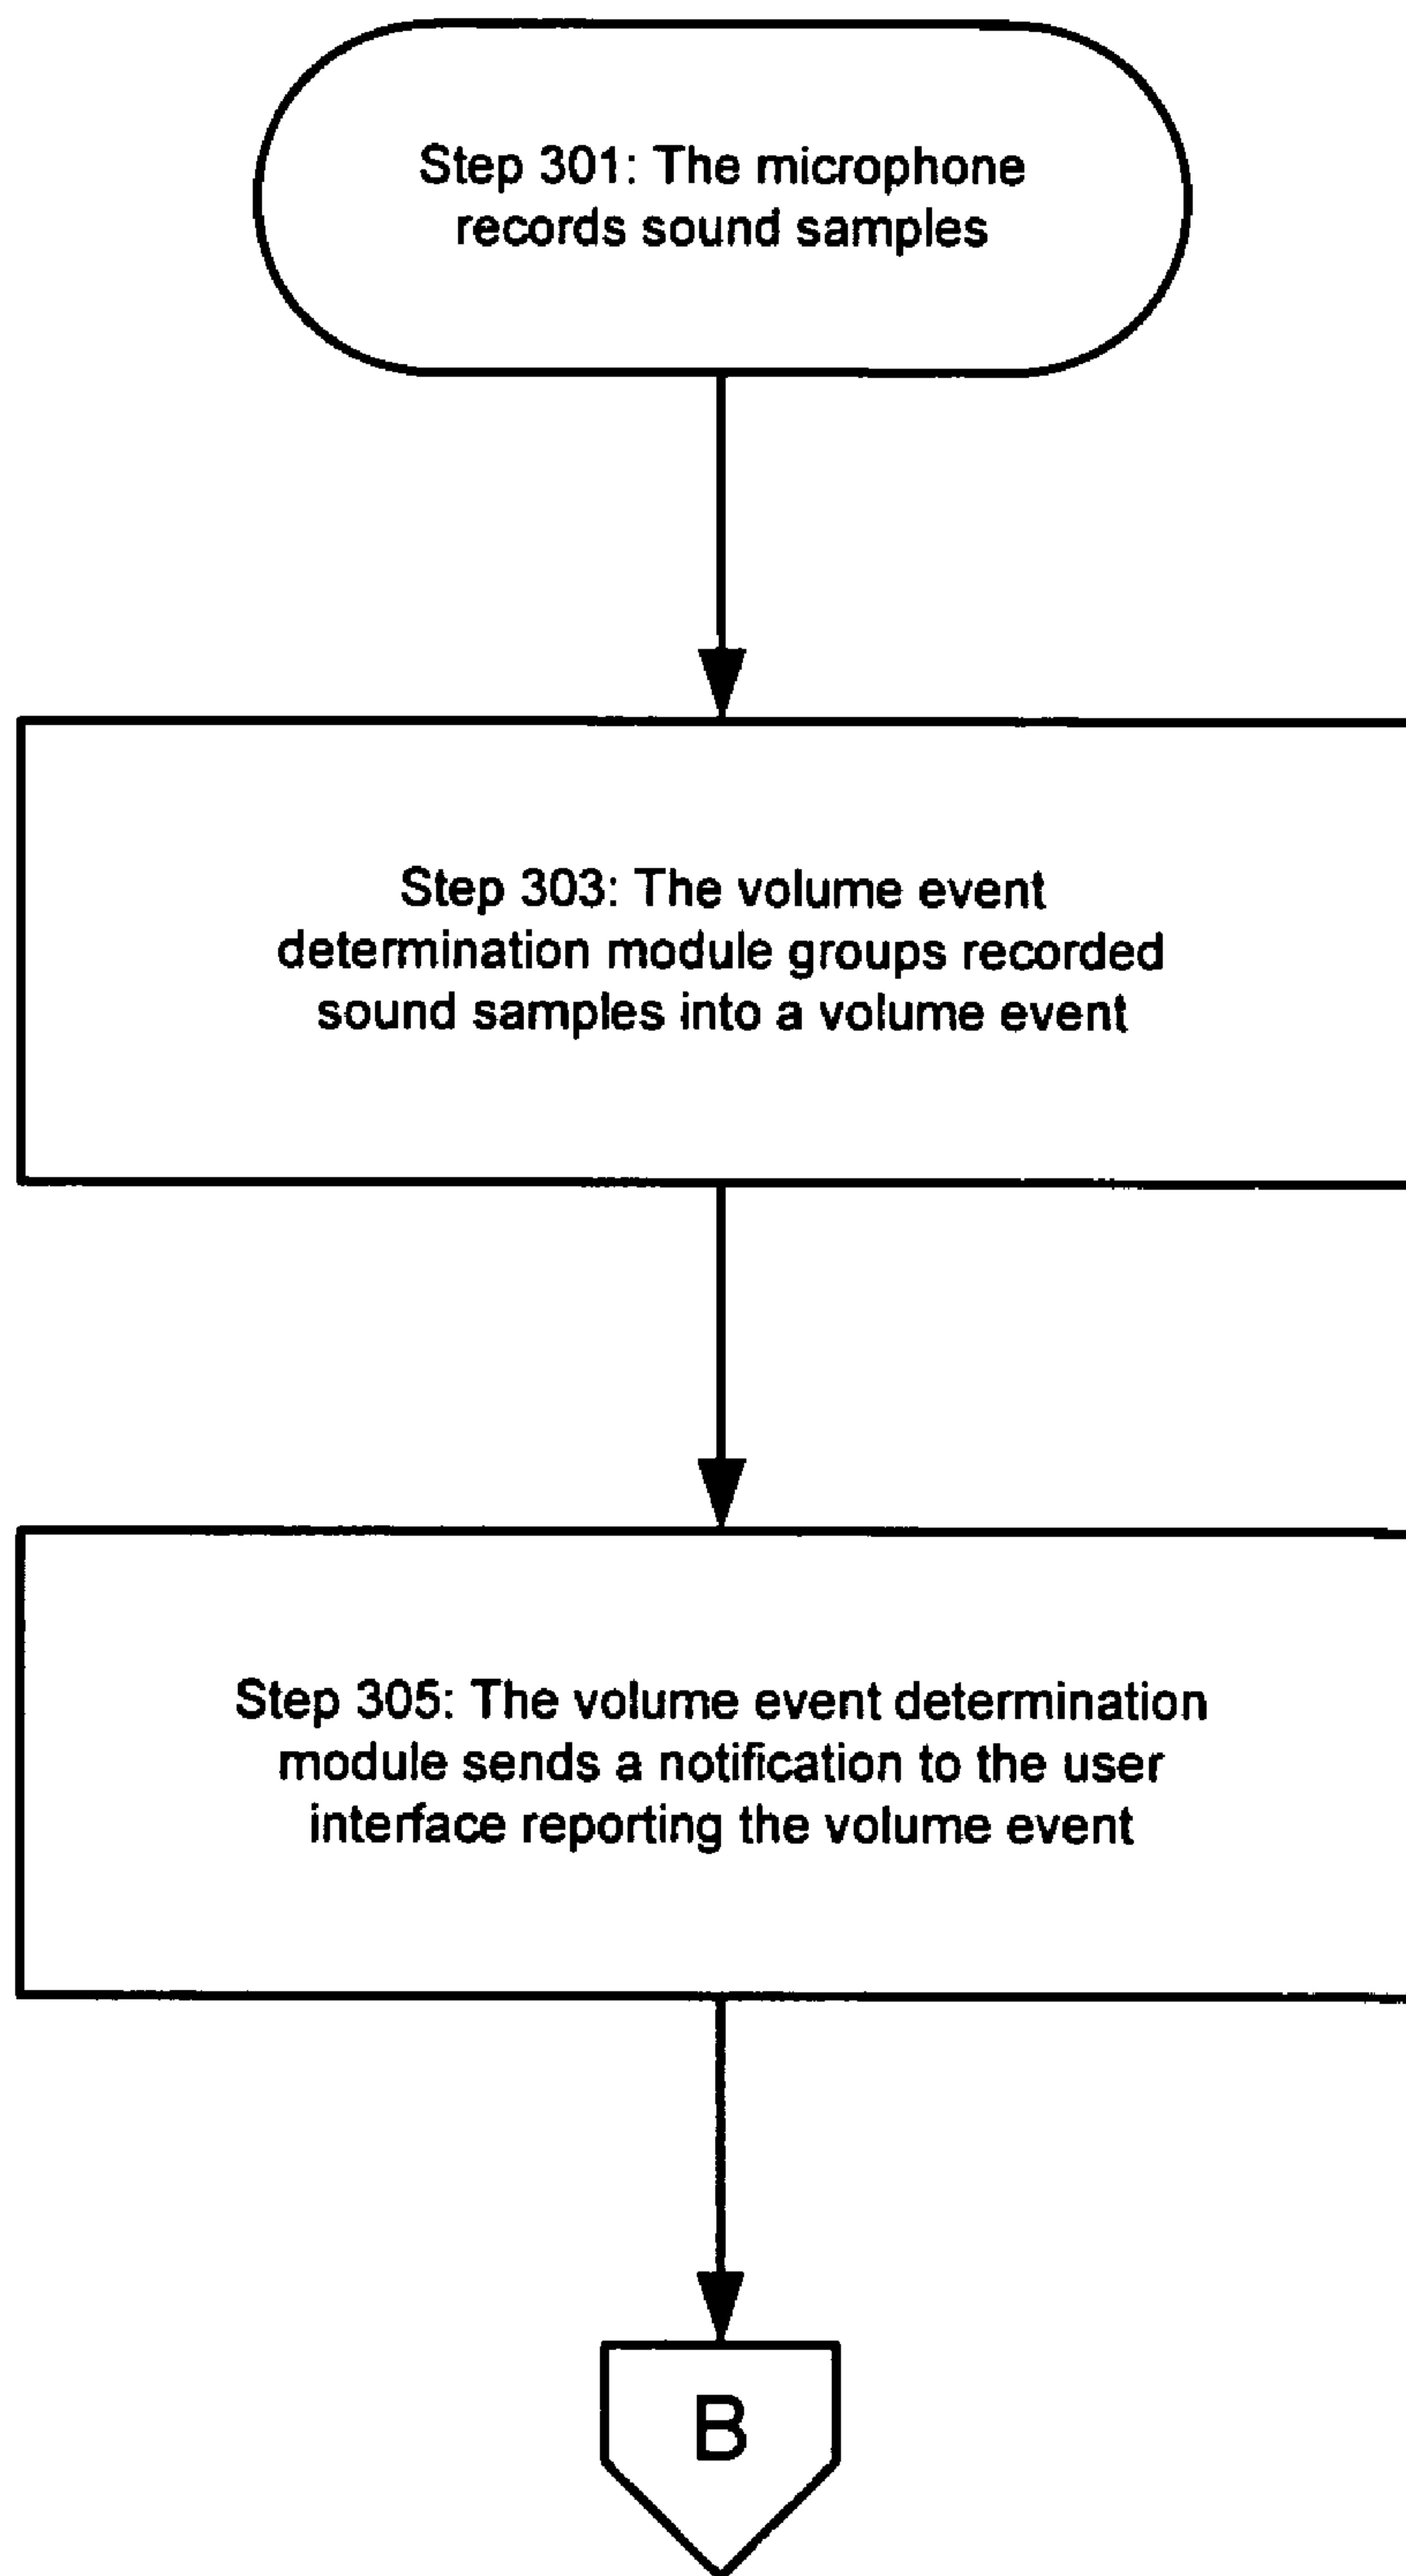 Step 301: The microphone
records sound samples
Step 303: The volume event
determination module groups recorded
sound samples into a volume event
Step 305: The volume event determination
module sends a notification to the user
interface reporting the volume event
B